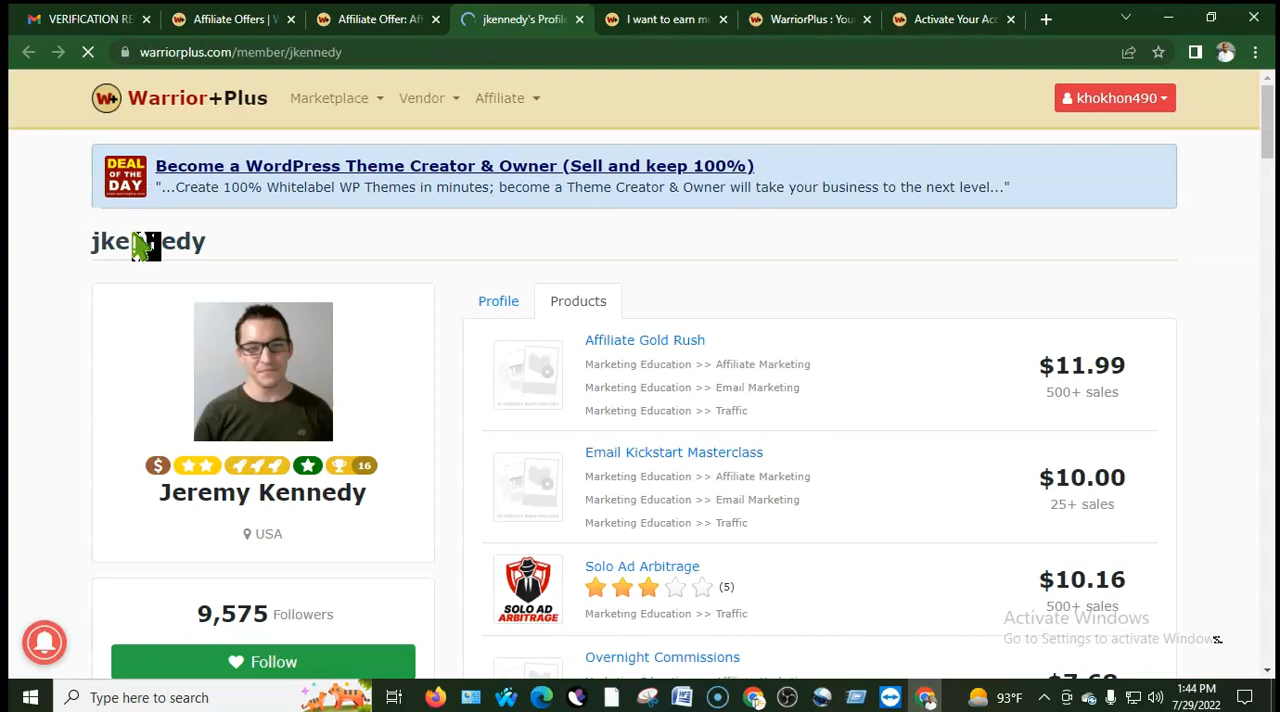 VERIFICATION RE
Affiliate Offers | W
Affiliate Offer: Aff
jkennedy's Profile
I want to earn m
WarriorPlus : You
Activate Your Acc
warriorplus.com/member/jkennedy
W+ Warrior+Plus
Marketplace
Vendor
Affiliate
khokhon490
DEAL OF THE DAY
Become a WordPress Theme Creator & Owner (Sell and keep 100%)
"...Create 100% Whitelabel WP Themes in minutes; become a Theme Creator & Owner will take your business to the next level..."
jkennedy
Profile
Products
16
Jeremy Kennedy
USA
9,575 Followers
Follow
Affiliate Gold Rush
Marketing Education >> Affiliate Marketing
Marketing Education >> Email Marketing
Marketing Education >> Traffic
$11.99
500+ sales
Email Kickstart Masterclass
Marketing Education >> Affiliate Marketing
Marketing Education >> Email Marketing
Marketing Education >> Traffic
$10.00
25+ sales
SOLO AD
ARBITRAGE
Solo Ad Arbitrage
(5)
Marketing Education >> Traffic
$10.16
500+ sales
Overnight Commissions
Activate Windows
Go to Settings to activate Windows.
Type here to search
93°F
1:44 PM
7/29/2022